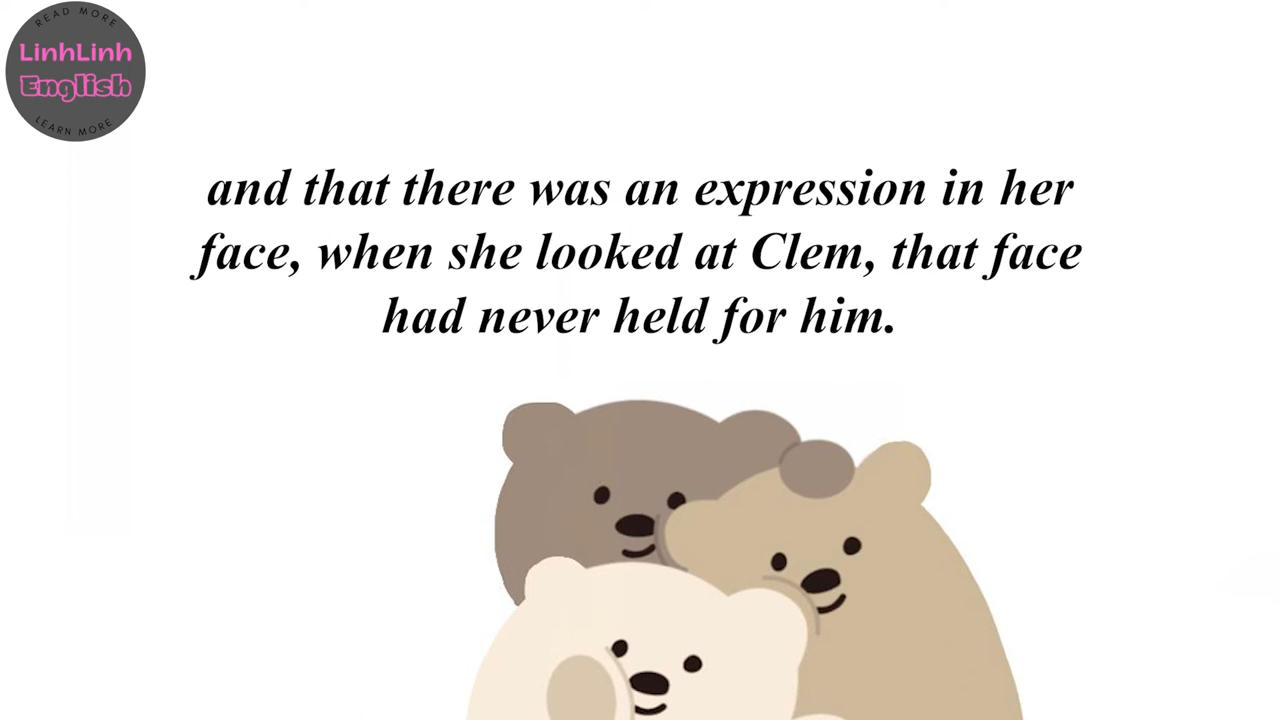 READ MORE
LinhLinh
English
LEARN MORE
and that there was an expression in her
face, when she looked at Clem, that face
had never held for him.